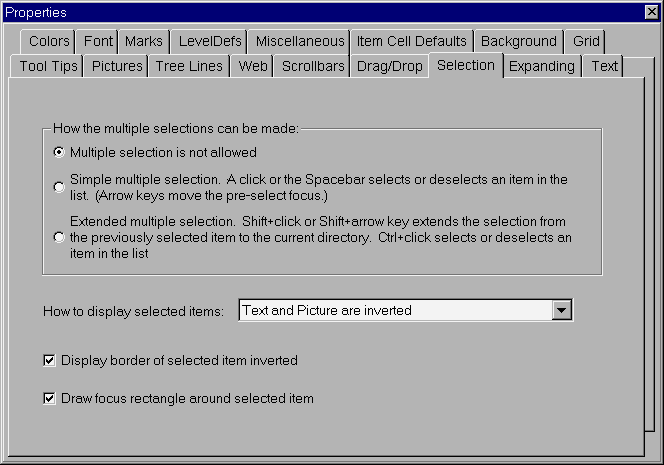 Properties
Colors Font Marks LevelDefs Miscellaneous Item Cell Defaults Background Grid
Tool Tips Pictures Tree Lines Web Scrollbars Drag/Drop Selection Expanding Text
How the multiple selections can be made:
Multiple selection is not allowed
Simple multiple selection. A click or the Spacebar selects or deselects an item in the
list. (Arrow keys move the pre-select focus.)
Extended multiple selection. Shift+click or Shift+arrow key extends the selection from
the previously selected item to the current directory. Ctrl+click selects or deselects an
item in the list
How to display selected items: Text and Picture are inverted
Display border of selected item inverted
Draw focus rectangle around selected item